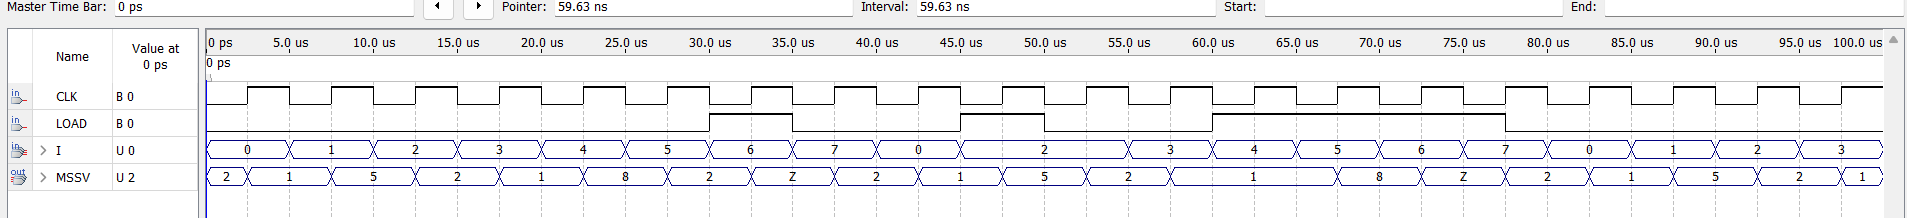 Master Time Bar: 0 ps Pointer: 59.63 ns Interval: 59.63 ns Start: End:
Name Value at 0 ps
0 ps 5.0 us 10.0 us 15.0 us 20.0 us 25.0 us 30.0 us 35.0 us 40.0 us 45.0 us 50.0 us 55.0 us 60.0 us 65.0 us 70.0 us 75.0 us 80.0 us 85.0 us 90.0 us 95.0 us 100.0 us
0 ps
in CLK B 0
in LOAD B 0
in > I U 0 0 1 2 3 4 5 6 7 0 2 3 4 5 6 7 0 1 2 3
out > MSSV U 2 2 1 5 2 1 8 2 Z 2 1 5 2 1 8 Z 2 1 5 2 1